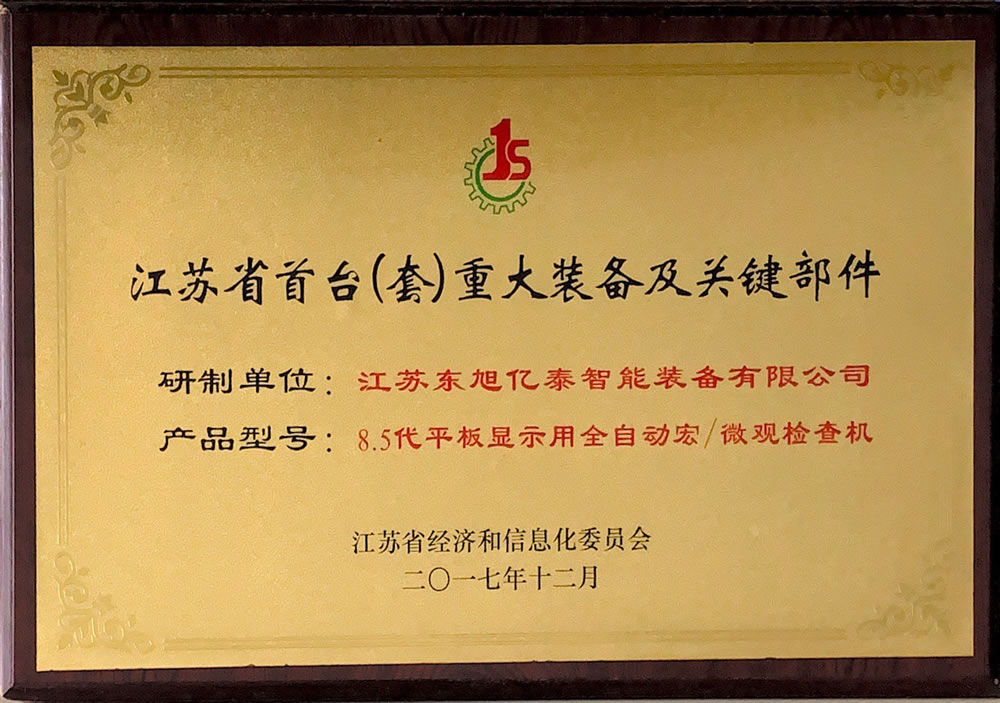 JS
江苏省首台(套)重大装备及关键部件
研制单位：江苏东旭亿泰智能装备有限公司
产品型号：8.5代平板显示用全自动宏/微观检查机
江苏省经济和信息化委员会
二〇一七年十二月